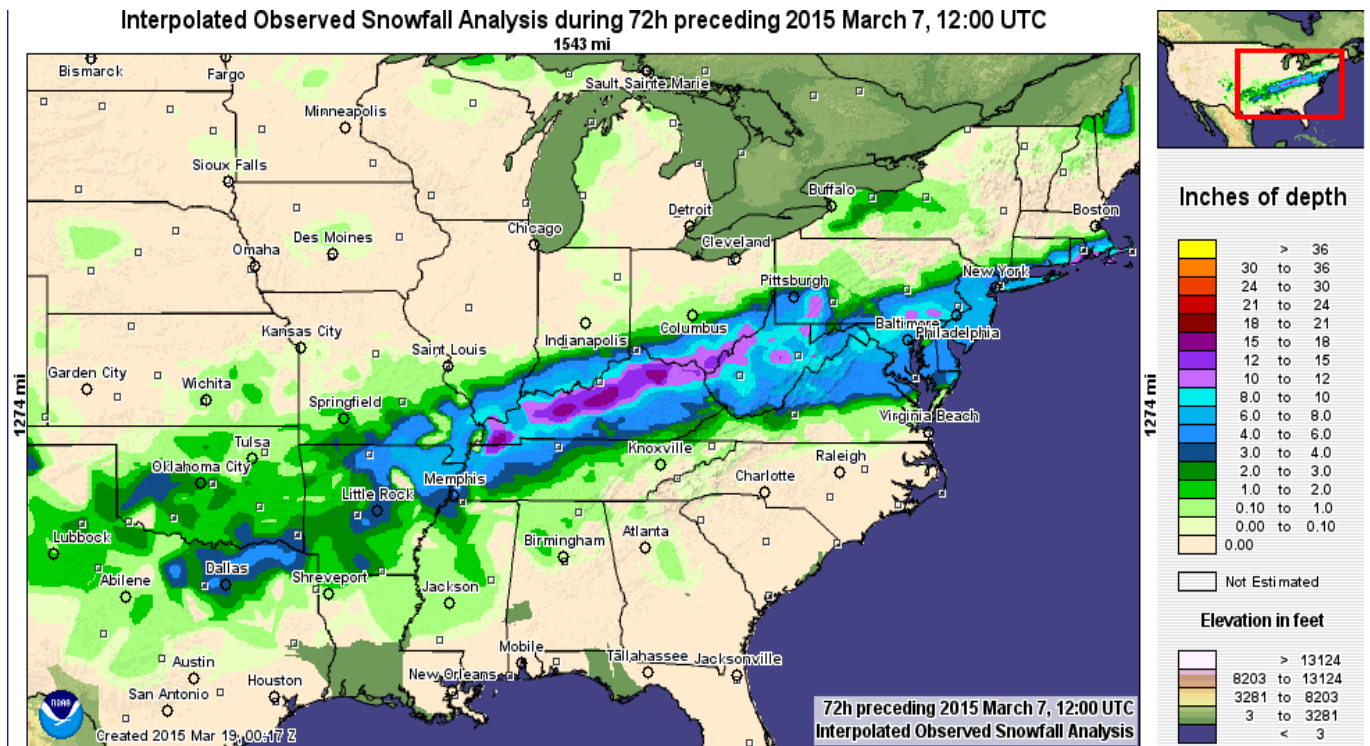 Interpolated Observed Snowfall Analysis during 72h preceding 2015 March 7, 12:00 UTC
1543 mi
Bismarck
Fargo
Sault Sainte Marie
Minneapolis
Sioux Falls
Buffalo
Boston
Detroit
Chicago
Des Moines
Omaha
Cleveland
New York
Pittsburgh
Kansas City
Columbus
Baltimore
Philadelphia
Indianapolis
Saint Louis
Garden City
Wichita
Springfield
Virginia Beach
Tulsa
Knoxville
Raleigh
Oklahoma City
Charlotte
Memphis
Little Rock
Lubbock
Atlanta
Birmingham
Dallas
Abilene
Shreveport
Jackson
Austin
Mobile
Tallahassee
Jacksonville
San Antonio
Houston
New Orleans
1274 mi
1274 mi
NOAA
Created 2015 Mar 19, 00:17 Z
72h preceding 2015 March 7, 12:00 UTC
Interpolated Observed Snowfall Analysis
Inches of depth
> 36
30 to 36
24 to 30
21 to 24
18 to 21
15 to 18
12 to 15
10 to 12
8.0 to 10
6.0 to 8.0
4.0 to 6.0
3.0 to 4.0
2.0 to 3.0
1.0 to 2.0
0.10 to 1.0
0.00 to 0.10
0.00
Not Estimated
Elevation in feet
> 13124
8203 to 13124
3281 to 8203
3 to 3281
< 3